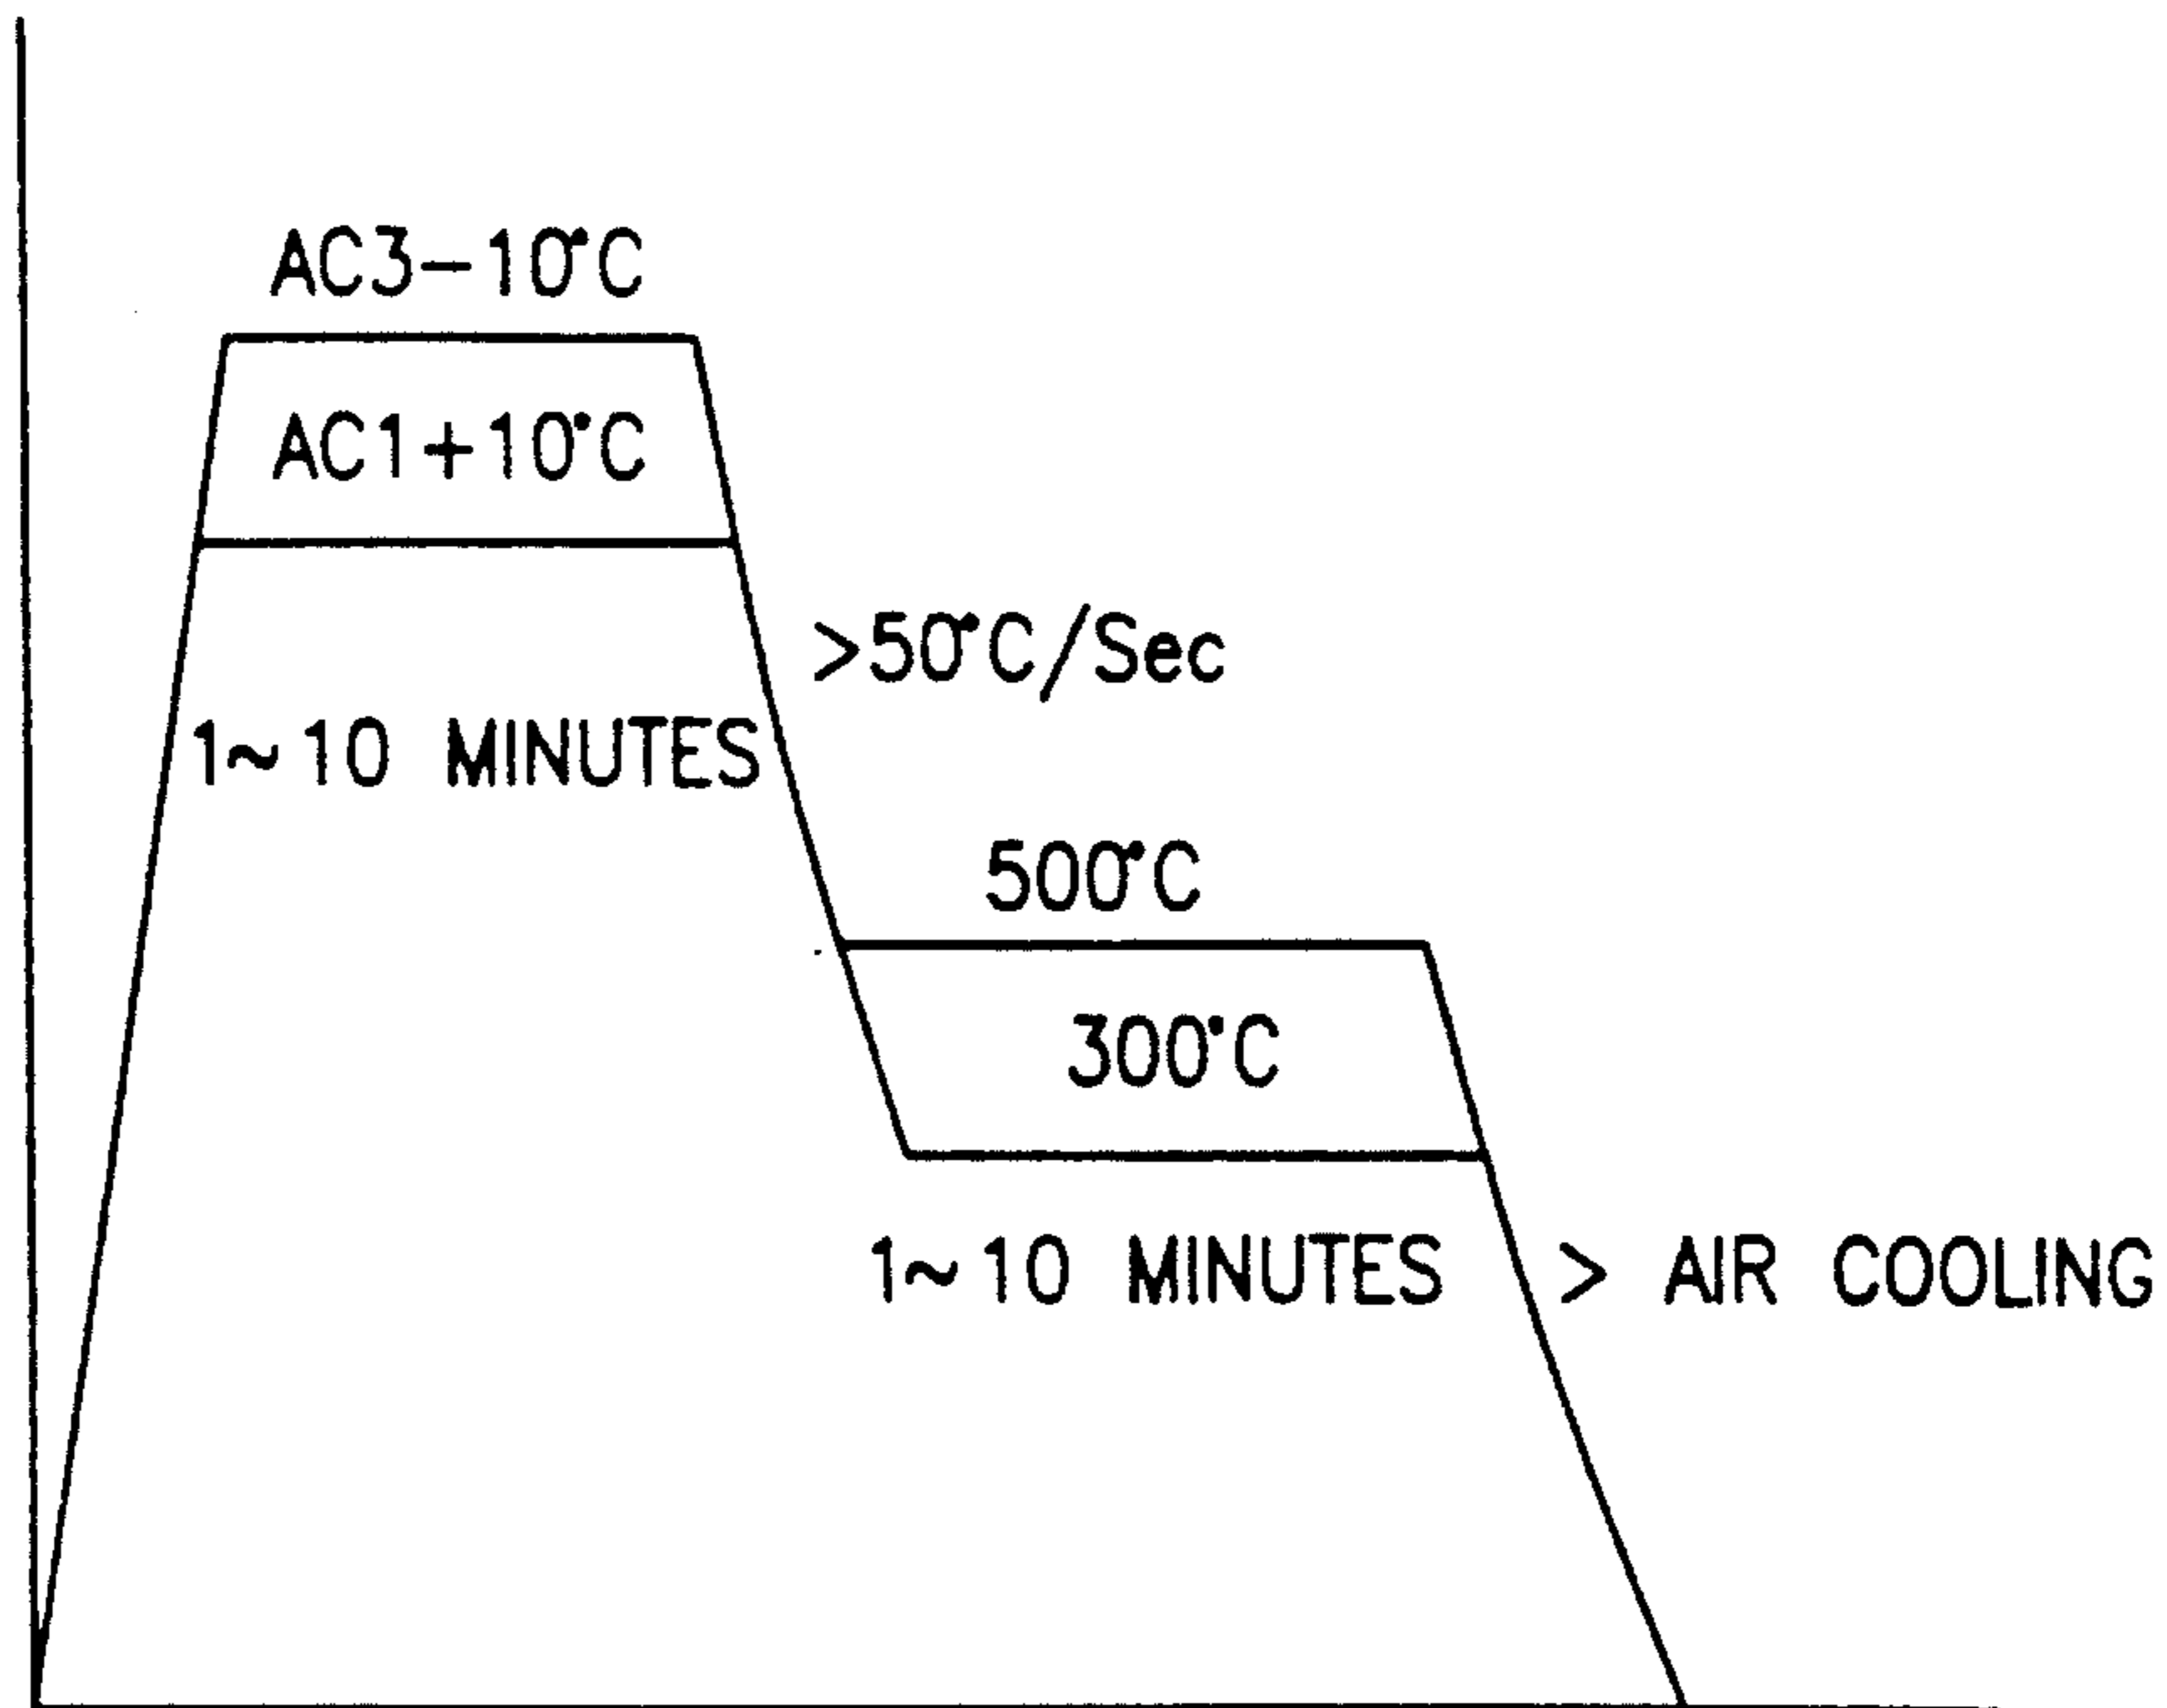 AC3-10°C
AC1+10°C
>50°C/Sec
1~10 MINUTES
500°C
300°C
1~10 MINUTES
> AIR COOLING